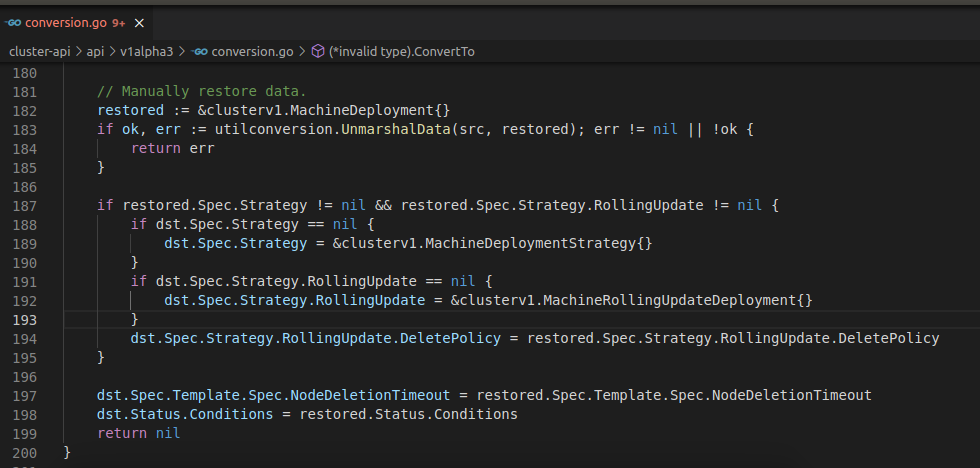 conversion.go 9+ ×
cluster-api > api > v1alpha3 > conversion.go > (*invalid type).ConvertTo
180
181 // Manually restore data.
182 restored := &clusterv1.MachineDeployment{}
183 if ok, err := utilconversion.UnmarshalData(src, restored); err != nil || !ok {
184 return err
185 }
186
187 if restored.Spec.Strategy != nil && restored.Spec.Strategy.RollingUpdate != nil {
188 if dst.Spec.Strategy == nil {
189 dst.Spec.Strategy = &clusterv1.MachineDeploymentStrategy{}
190 }
191 if dst.Spec.Strategy.RollingUpdate == nil {
192 dst.Spec.Strategy.RollingUpdate = &clusterv1.MachineRollingUpdateDeployment{}
193 }
194 dst.Spec.Strategy.RollingUpdate.DeletePolicy = restored.Spec.Strategy.RollingUpdate.DeletePolicy
195 }
196
197 dst.Spec.Template.Spec.NodeDeletionTimeout = restored.Spec.Template.Spec.NodeDeletionTimeout
198 dst.Status.Conditions = restored.Status.Conditions
199 return nil
200 }